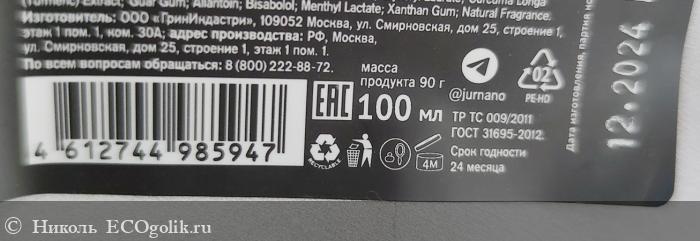 (Turmeric) Extract; Guar Gum; Allantoin; Bisabolol; Menthyl Lactate; Xanthan Gum; Natural Fragrance.
Изготовитель: ООО «ГринИндастри», 109052 Москва, ул. Смирновская, дом 25, строение 1,
этаж 1 пом. 1, ком. 30А; адрес производства: РФ, Москва,
ул. Смирновская, дом 25, строение 1, этаж 1 пом. 1.
По всем вопросам обращаться: 8 (800) 222-88-72.
масса
продукта 90 г
EAC 100 мл
@jurnano
02
PE-HD
ТР ТС 009/2011
ГОСТ 31695-2012.
Срок годности
24 месяца
RECYCLABLE
4М
4 612744 985947
Дата изготовления, партия
12.2024
© Николь ECOgolik.ru